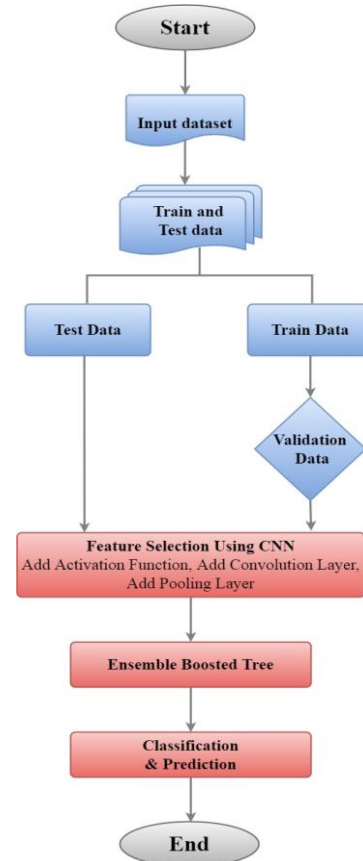 Start
Input dataset
Train and
Test data
Test Data
Train Data
Validation
Data
Feature Selection Using CNN
Add Activation Function, Add Convolution Layer,
Add Pooling Layer
Ensemble Boosted Tree
Classification
& Prediction
End